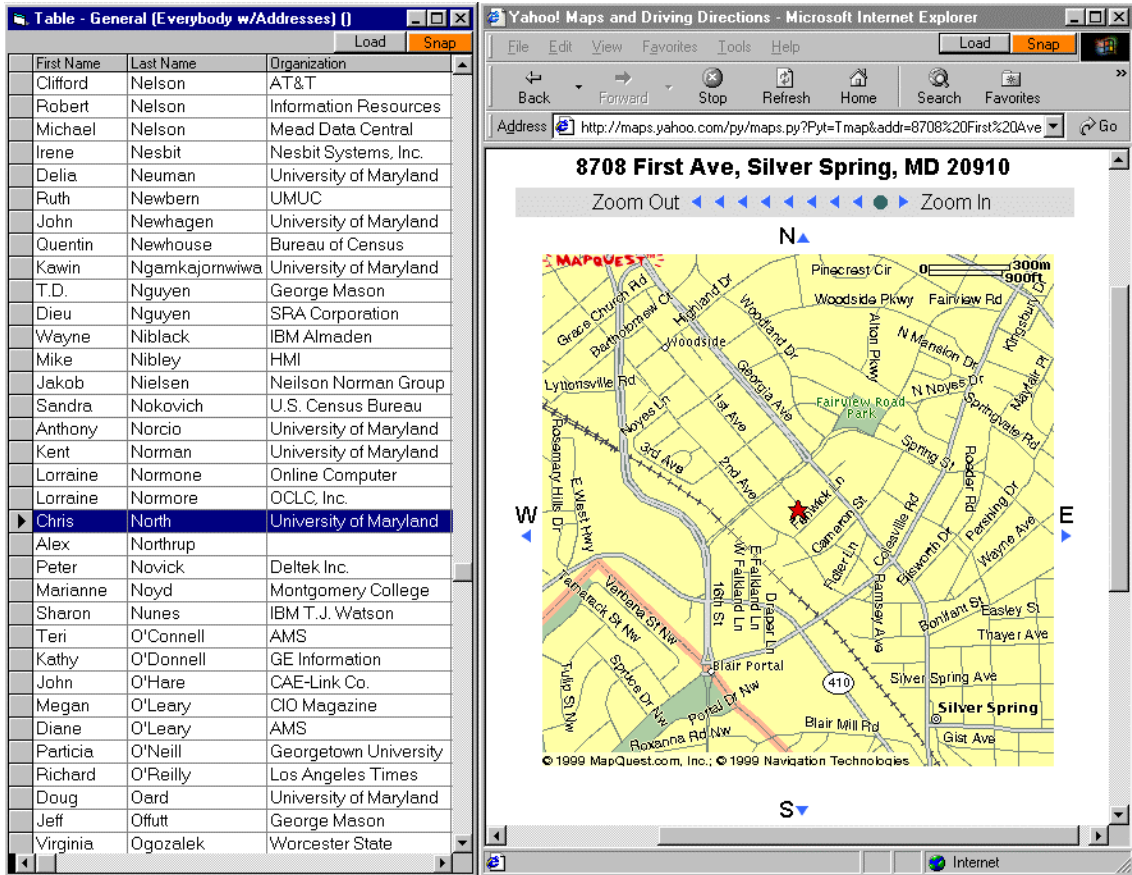 Table - General (Everybody w/Addresses) ()
Load Snap
First Name Last Name Organization
Clifford Nelson AT&T
Robert Nelson Information Resources
Michael Nelson Mead Data Central
Irene Nesbit Nesbit Systems, Inc.
Delia Neuman University of Maryland
Ruth Newbern UMUC
John Newhagen University of Maryland
Quentin Newhouse Bureau of Census
Kawin Ngamkajornwiwa University of Maryland
T.D. Nguyen George Mason
Dieu Nguyen SRA Corporation
Wayne Niblack IBM Almaden
Mike Nibley HMI
Jakob Nielsen Neilson Norman Group
Sandra Nokovich U.S. Census Bureau
Anthony Norcio University of Maryland
Kent Norman University of Maryland
Lorraine Normone Online Computer
Lorraine Normore OCLC, Inc.
Chris North University of Maryland
Alex Northrup
Peter Novick Deltek Inc.
Marianne Noyd Montgomery College
Sharon Nunes IBM T.J. Watson
Teri O'Connell AMS
Kathy O'Donnell GE Information
John O'Hare CAE-Link Co.
Megan O'Leary CIO Magazine
Diane O'Leary AMS
Particia O'Neill Georgetown University
Richard O'Reilly Los Angeles Times
Doug Oard University of Maryland
Jeff Offutt George Mason
Virginia Ogozalek Worcester State
Yahoo! Maps and Driving Directions - Microsoft Internet Explorer
File Edit View Favorites Tools Help Load Snap
Back Forward Stop Refresh Home Search Favorites »
Address http://maps.yahoo.com/py/maps.py?Pyt=Tmap&addr=8708%20First%20Ave Go
8708 First Ave, Silver Spring, MD 20910
Zoom Out Zoom In
N
MAPQUEST
Pinecrest Cir
0 300m
900ft
Grace Church Rd
Bartholomew Ct
Highland Dr
Woodland Dr
Woodside Pkwy
Fairview Rd
Kingsbury Dr
Woodside
Alton Pkwy
N Mansion Dr
Mayfair Pl
Lyttonsville Rd
Georgia Ave
N Noyes Dr
1st Ave
Fairview Road
Park
Springvale Rd
Noyes Ln
Rosemary Hills Dr
3rd Ave
2nd Ave
Spring St
Roeder Rd
E West Hwy
Fenwick Ln
Cameron St
Colesville Rd
Pershing Dr
Wayne Ave
W
E
Fidler Ln
Ellsworth Dr
W Falkland Ln
E Falkland Ln
Draper Ln
16th St
Ramsey Ave
Tamarack St Nw
Verbena St Nw
Bonifant St
Easley St
Thayer Ave
Blair Portal
Tulip St Nw
Spruce Dr Nw
Portal Dr Nw
410
Silver Spring Ave
Silver Spring
Blair Mill Rd
Roxanna Rd Nw
Gist Ave
© 1999 MapQuest.com, Inc.; © 1999 Navigation Technologies
S
Internet